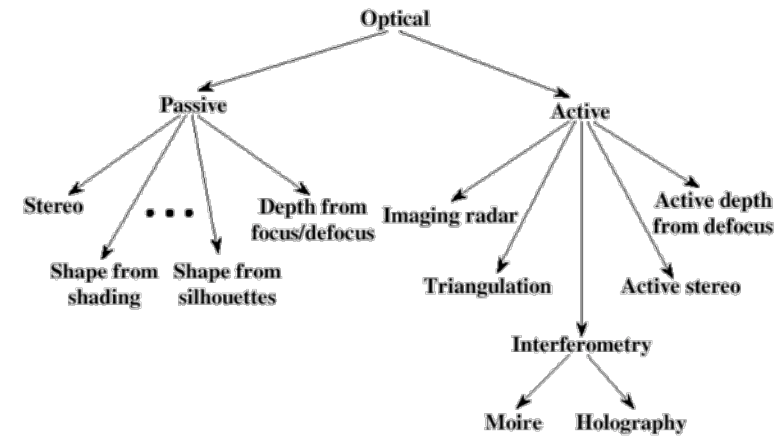 Optical
Passive
Active
Stereo
Shape from
shading
Shape from
silhouettes
Depth from
focus/defocus
Imaging radar
Triangulation
Interferometry
Moire
Holography
Active stereo
Active depth
from defocus